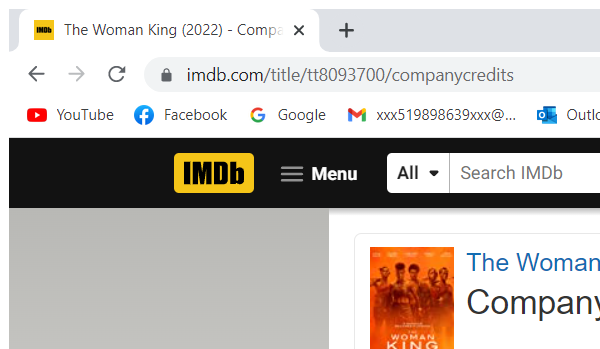 IMDb The Woman King (2022) - Compa
imdb.com/title/tt8093700/companycredits
YouTube Facebook Google xxx519898639xxx@... Outlo
IMDb Menu All Search IMDb
The Woman
Company
THE
WOMAN
KING